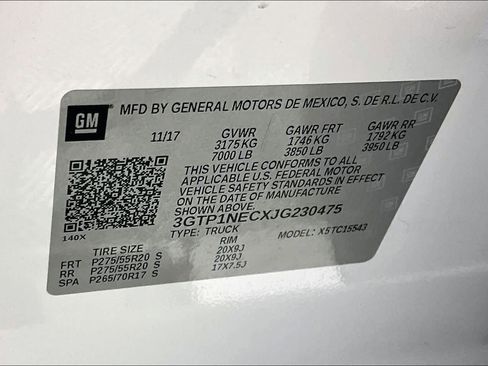 GM
MFD BY GENERAL MOTORS DE MEXICO, S. DE R.L. DE C.V.
11/17 GVWR GAWR FRT GAWR RR
3175 KG 1746 KG 1792 KG
7000 LB 3850 LB 3950 LB
THIS VEHICLE CONFORMS TO ALL
APPLICABLE U.S. FEDERAL MOTOR
VEHICLE SAFETY STANDARDS IN EFFECT
ON THE DATE OF MANUFACTURE
SHOWN ABOVE.
3GTP1NECXJG230475
140X
TYPE: TRUCK MODEL: X5TC15543
TIRE SIZE RIM
FRT P275/55R20 S 20X9J
RR P275/55R20 S 20X9J
SPA P265/70R17 S 17X7.5J